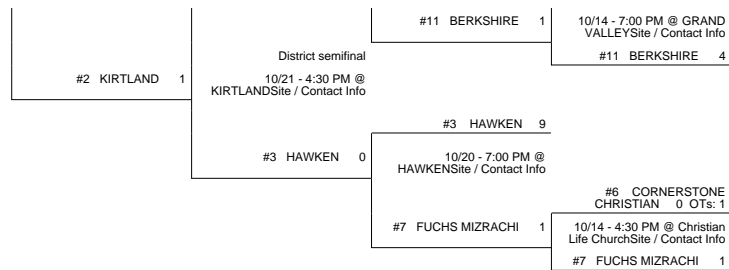 #11 BERKSHIRE 1
10/14 - 7:00 PM @ GRAND
VALLEYSite / Contact Info
#11 BERKSHIRE 4
District semifinal
#2 KIRTLAND 1
10/21 - 4:30 PM @
KIRTLANDSite / Contact Info
#3 HAWKEN 9
#3 HAWKEN 0
10/20 - 7:00 PM @
HAWKENSite / Contact Info
#6 CORNERSTONE
CHRISTIAN 0 OTs: 1
#7 FUCHS MIZRACHI 1
10/14 - 4:30 PM @ Christian
Life ChurchSite / Contact Info
#7 FUCHS MIZRACHI 1